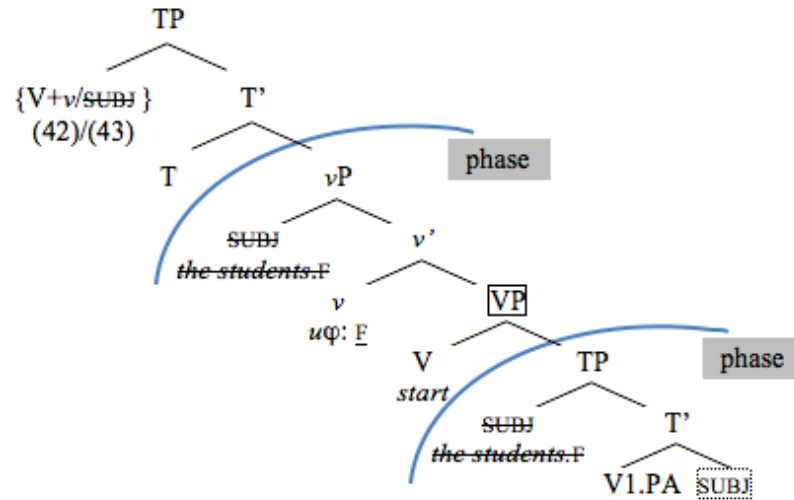 TP
{V+v/SUBJ }
(42)/(43)
T’
T
vP
phase
SUBJ
the students.F
v’
v
uφ: F
VP
V
start
TP
phase
SUBJ
the students.F
T’
V1.PA
SUBJ